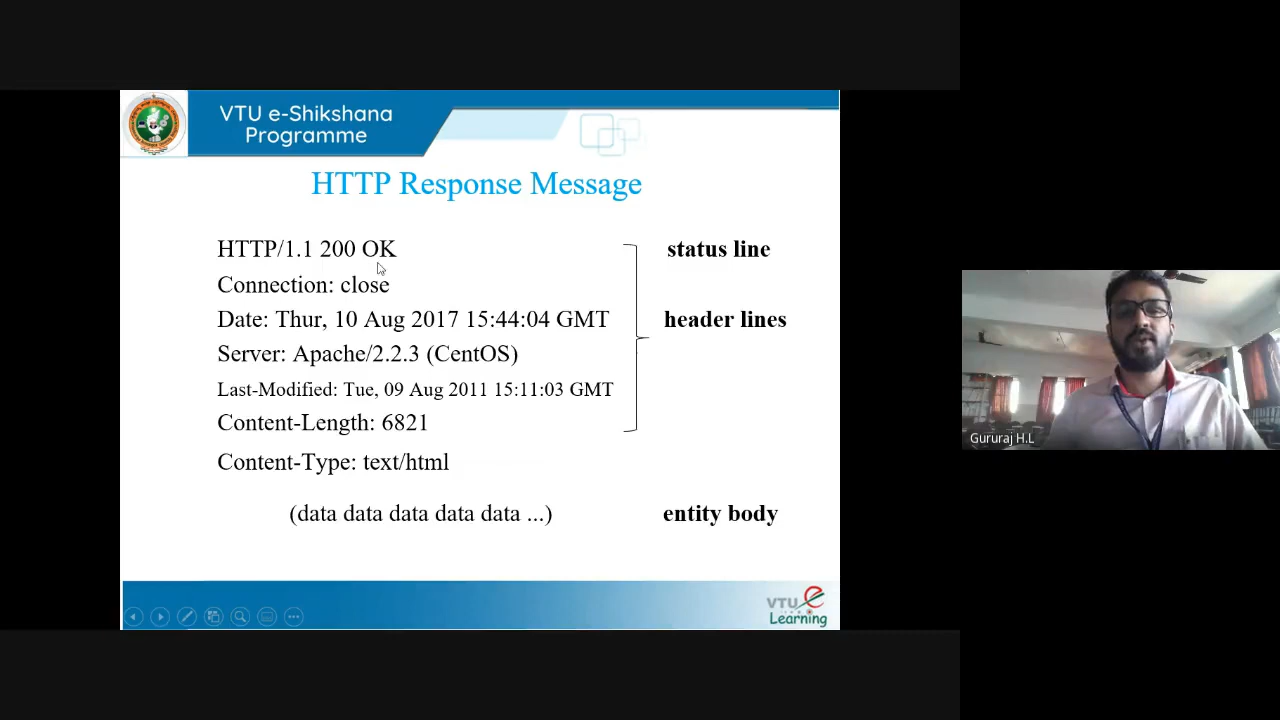 VTU e-Shikshana
Programme
HTTP Response Message
HTTP/1.1 200 OK
status line
Connection: close
Date: Thur, 10 Aug 2017 15:44:04 GMT
header lines
Server: Apache/2.2.3 (CentOS)
Last-Modified: Tue, 09 Aug 2011 15:11:03 GMT
Content-Length: 6821
Content-Type: text/html
(data data data data data ...)
entity body
VTU e
Learning
Gururaj H.L